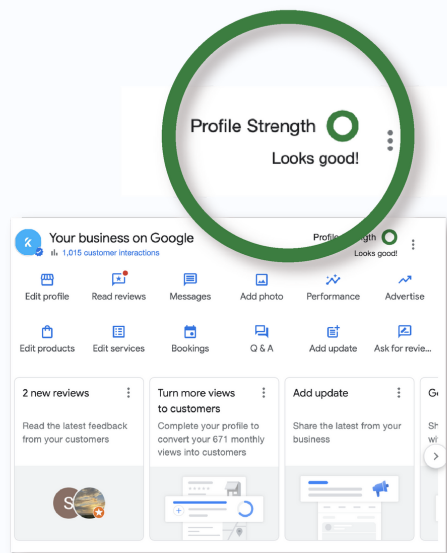 Profile Strength
Looks good!
Your business on Google
Profile Strength
1,015 customer interactions
Looks good!
Edit profile
Read reviews
Messages
Add photo
Performance
Advertise
Edit products
Edit services
Bookings
Q & A
Add update
Ask for revie...
2 new reviews
Turn more views
to customers
Add update
Read the latest feedback
from your customers
Complete your profile to
convert your 671 monthly
views into customers
Share the latest from your
business
S